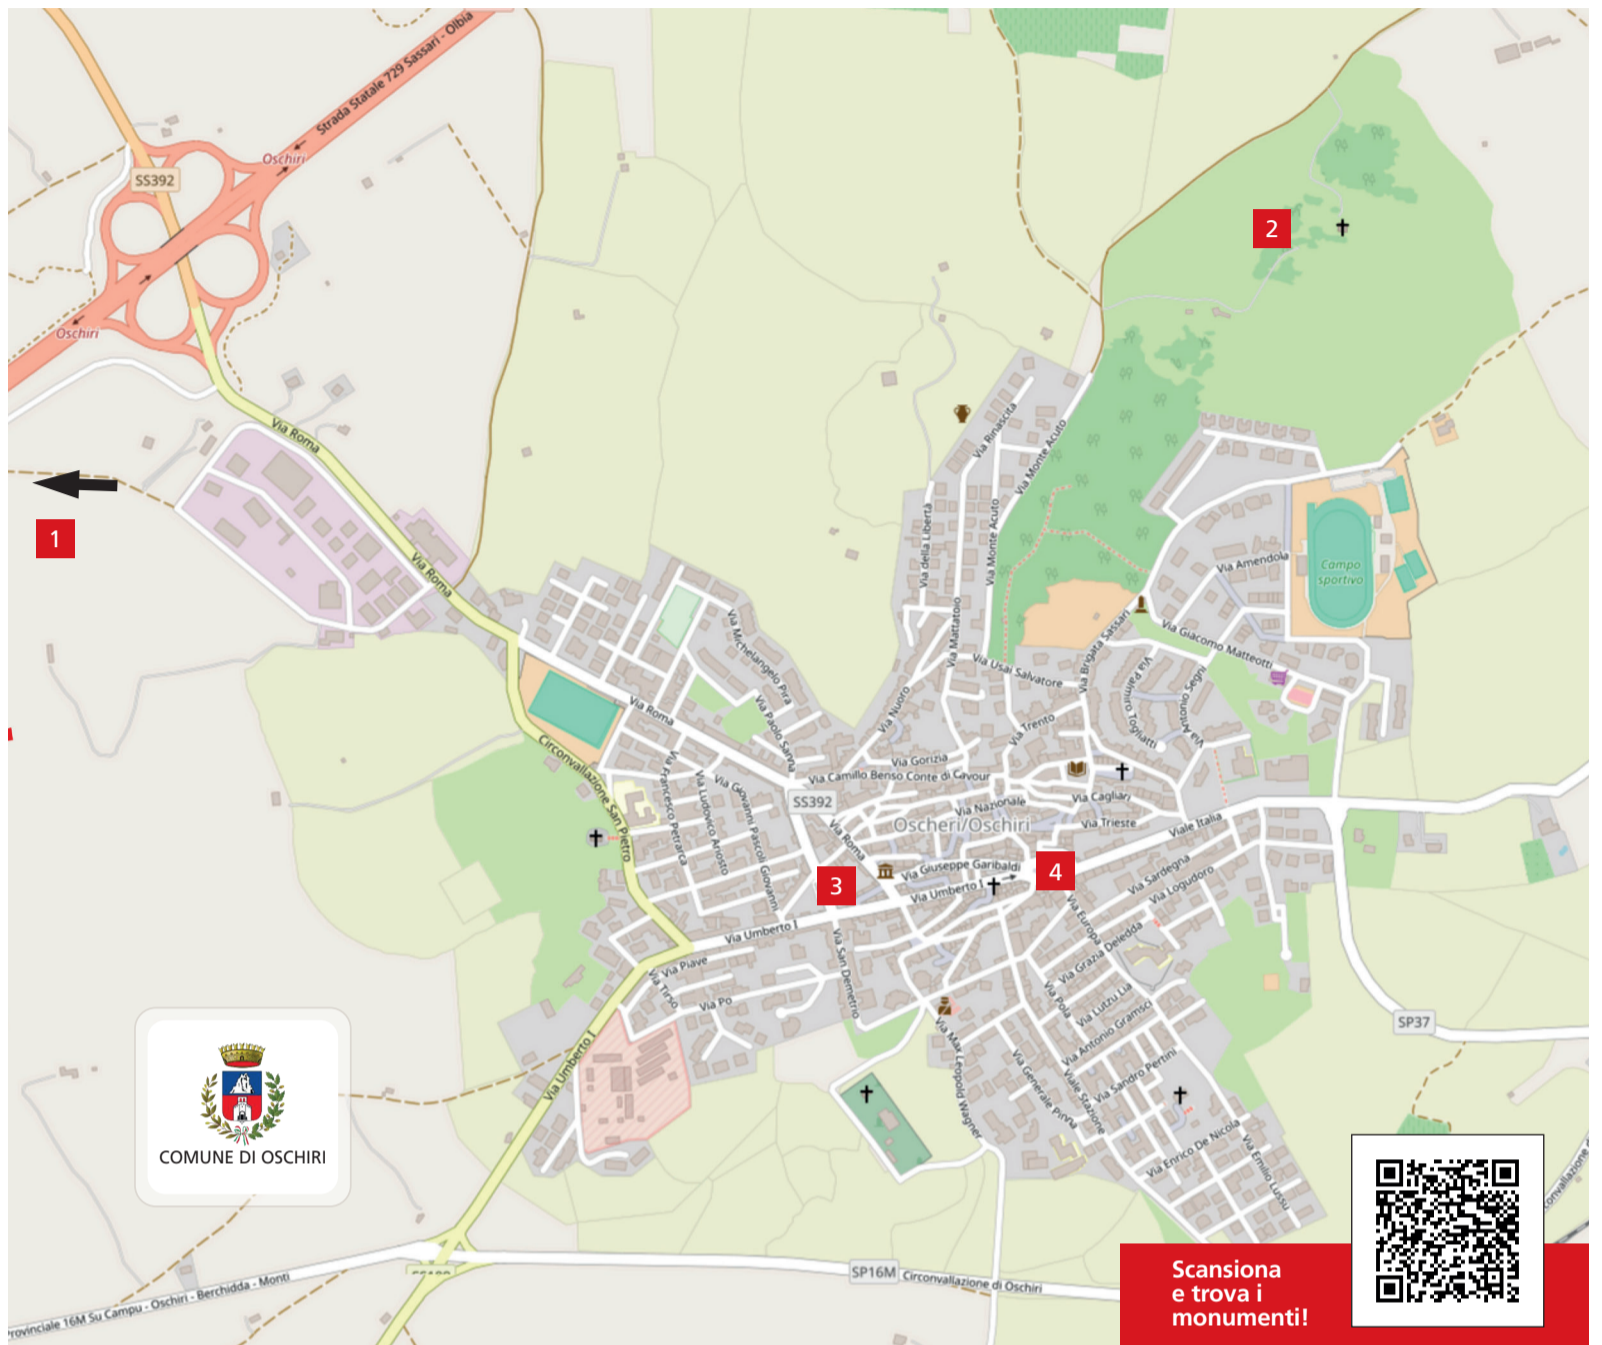 Strada Statale 729 Sassari - Olbia
Oschiri
SS392
Oschiri
2
Via Roma
1
Via Roma
Via Rinascita
Via Monte Acuto
Via Monte Acuto
Via della Libertà
Via Mattatoio
Via Amendola
Campo
sportivo
Via Giacomo Matteotti
Via Brigata Sassari
Via Usai Salvatore
Via Palmiro Togliatti
Via Antonio Segni
Via Michelangelo Pira
Via Paolo Sanna
Via Nuoro
Via Roma
Via Trento
Circonvallazione San Pietro
Via Francesco Petrarca
Via Ludovico Ariosto
Via Giovanni Pascoli Giovanni
Via Gorizia
Via Camillo Benso Conte di Cavour
SS392
Via Nazionale
Via Cagliari
Oscheri/Oschiri
Via Trieste
Viale Italia
Via Roma
Via Giuseppe Garibaldi
3
4
Via Umberto I
Via Sardegna
Via Logudoro
Via Europa
Via Umberto I
Via Grazia Deledda
Via San Demetrio
Via Piave
Via Tirso
Via Po
Via Lutzu Lia
Via Pola
Via Antonio Gramsci
SP37
Via Max Leopold Wagner
Via Generale Pirina
Viale Stazione
Via Sandro Pertini
Via Umberto I
Via Enrico De Nicola
Via Emilio Lussu
COMUNE DI OSCHIRI
SP16M
Circonvallazione di Oschiri
rovinciale 16M Su Campu - Oschiri - Berchidda - Monti
onvallazione d
Scansiona
e trova i
monumenti!